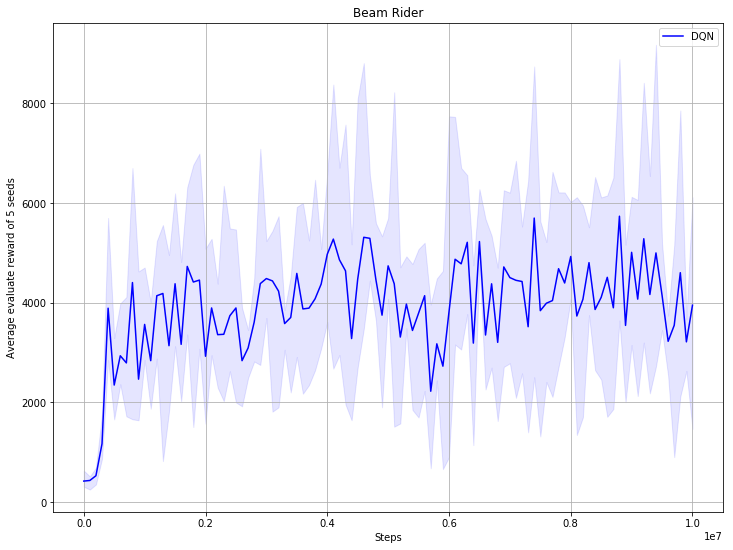 Beam Rider
DQN
Average evaluate reward of 5 seeds
8000
6000
4000
2000
0
0.0 0.2 0.4 0.6 0.8 1.0
1e7
Steps